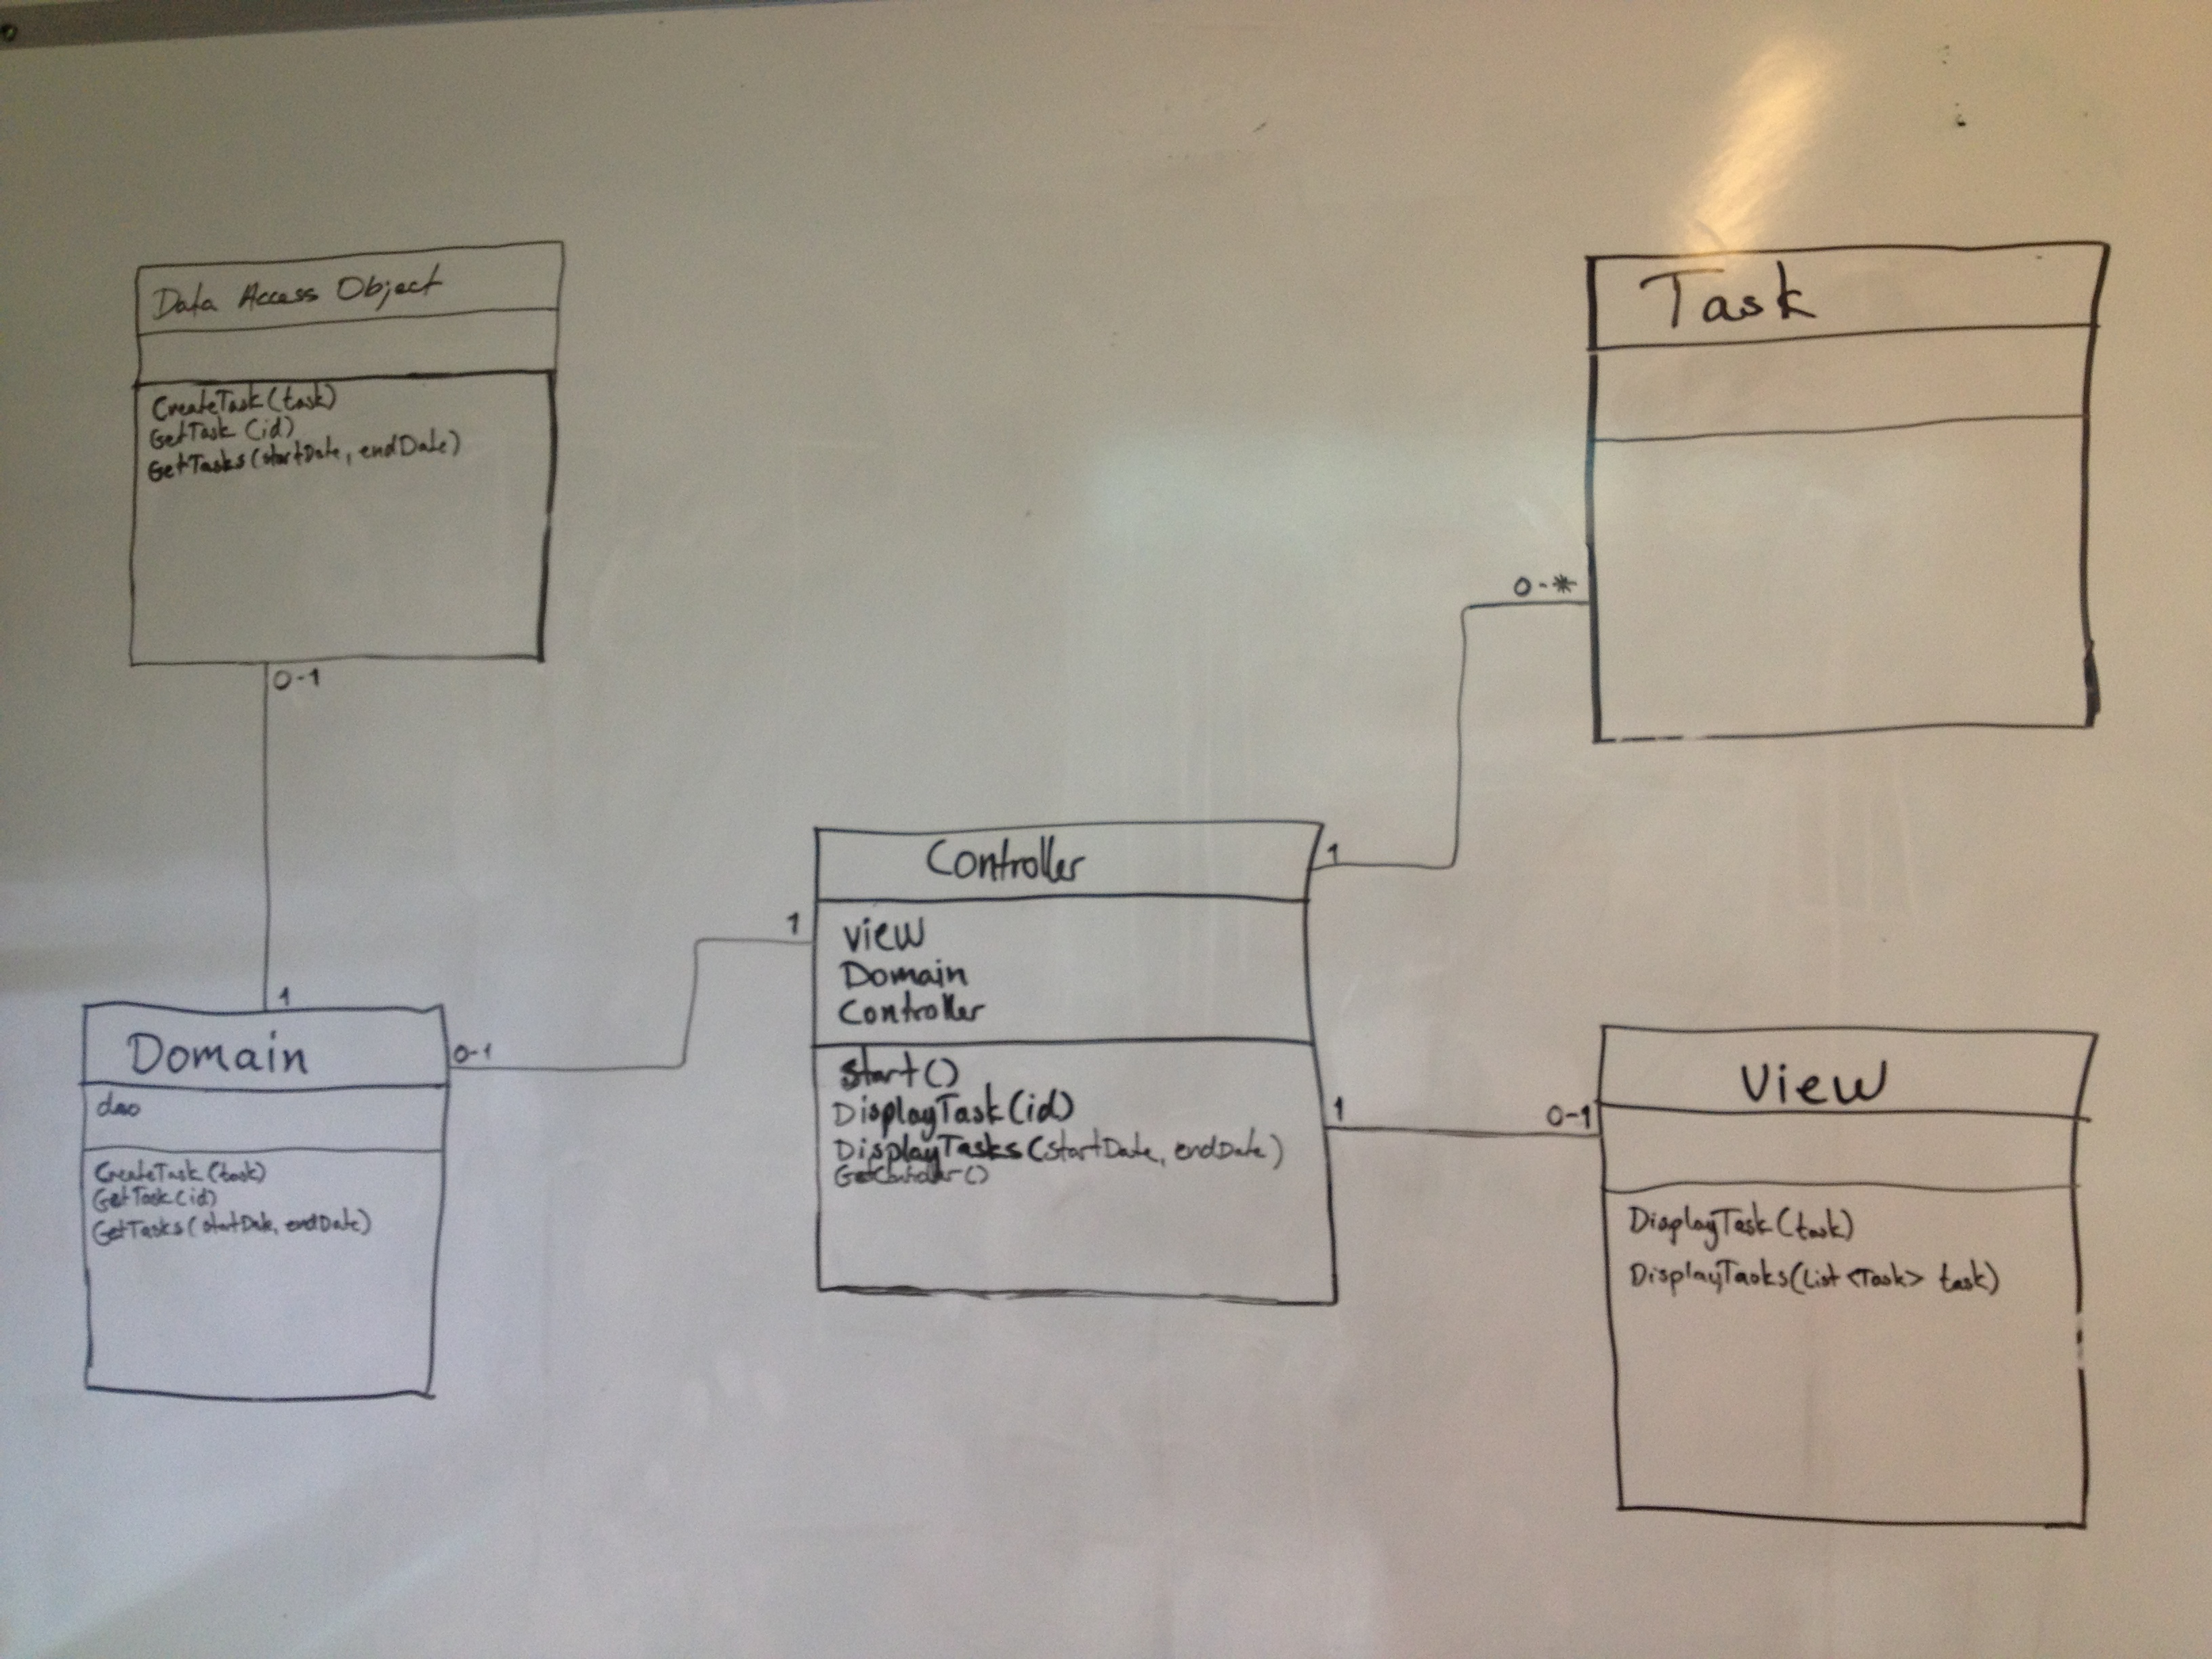 Data Access Object
CreateTask(task)
GetTask (id)
GetTasks(startDate, endDate)
0-1
1
Domain
dao
CreateTask(task)
GetTask(id)
GetTasks(startDate, endDate)
0-1
1
Controller
view
Domain
Controller
start()
DisplayTask(id)
DisplayTasks(startDate, endDate)
GetController()
1
0-*
Task
1
0-1
View
DisplayTask(task)
DisplayTasks(List<Task> task)